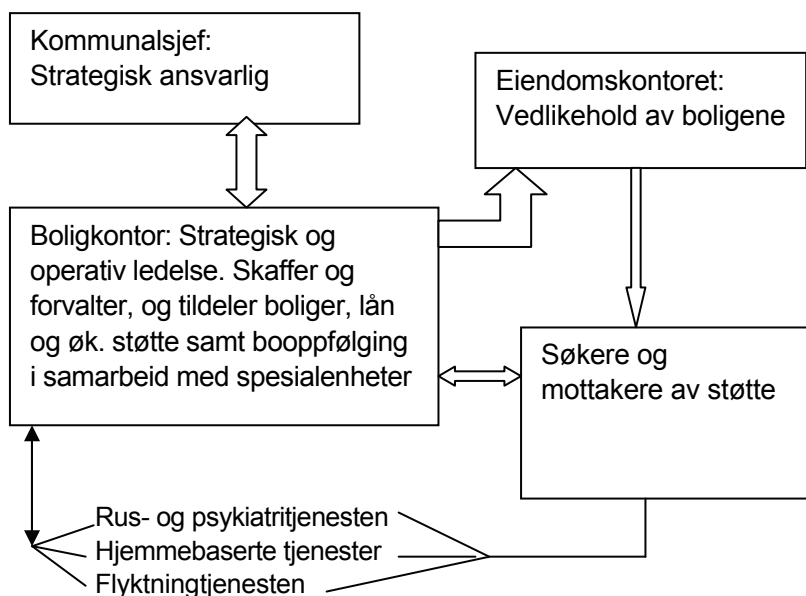 Kommunalsjef:
Strategisk ansvarlig
Eiendomskontoret:
Vedlikehold av boligene
Boligkontor: Strategisk og
operativ ledelse. Skaffer og
forvalter, og tildeler boliger, lån
og øk. støtte samt booppfølging
i samarbeid med spesialenheter
Søkere og
mottakere av støtte
Rus- og psykiatritjenesten
Hjemmebaserte tjenester
Flyktningtjenesten